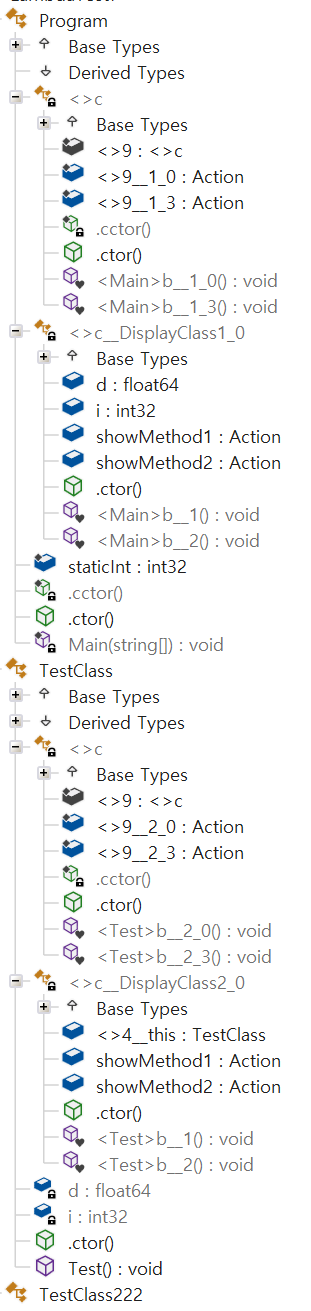 Program
Base Types
Derived Types
<>c
Base Types
<>9 : <>c
<>9__1_0 : Action
<>9__1_3 : Action
.cctor()
.ctor()
<Main>b__1_0() : void
<Main>b__1_3() : void
<>c__DisplayClass1_0
Base Types
d : float64
i : int32
showMethod1 : Action
showMethod2 : Action
.ctor()
<Main>b__1() : void
<Main>b__2() : void
staticInt : int32
.cctor()
.ctor()
Main(string[]) : void
TestClass
Base Types
Derived Types
<>c
Base Types
<>9 : <>c
<>9__2_0 : Action
<>9__2_3 : Action
.cctor()
.ctor()
<Test>b__2_0() : void
<Test>b__2_3() : void
<>c__DisplayClass2_0
Base Types
<>4__this : TestClass
showMethod1 : Action
showMethod2 : Action
.ctor()
<Test>b__1() : void
<Test>b__2() : void
d : float64
i : int32
.ctor()
Test() : void
TestClass222